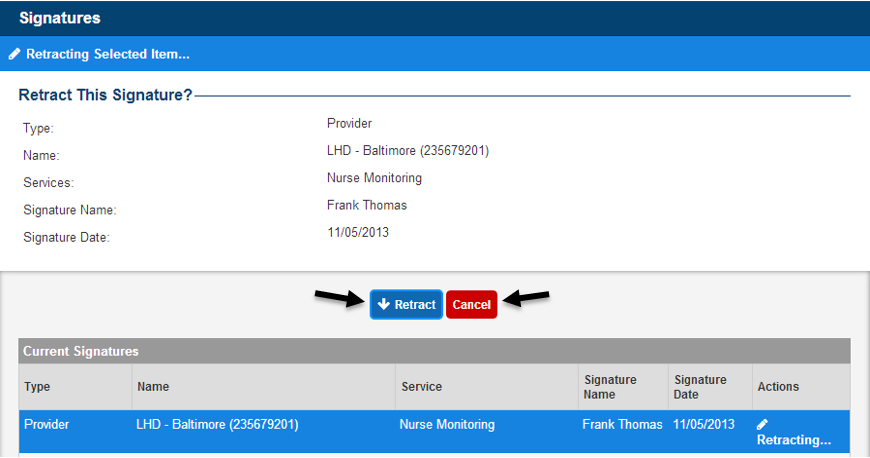 Signatures
Retracting Selected Item...
Retract This Signature?
Type: Provider
Name: LHD - Baltimore (235679201)
Services: Nurse Monitoring
Signature Name: Frank Thomas
Signature Date: 11/05/2013
Retract Cancel
Current Signatures
Type Name Service Signature Name Signature Date Actions
Provider LHD - Baltimore (235679201) Nurse Monitoring Frank Thomas 11/05/2013 Retracting...